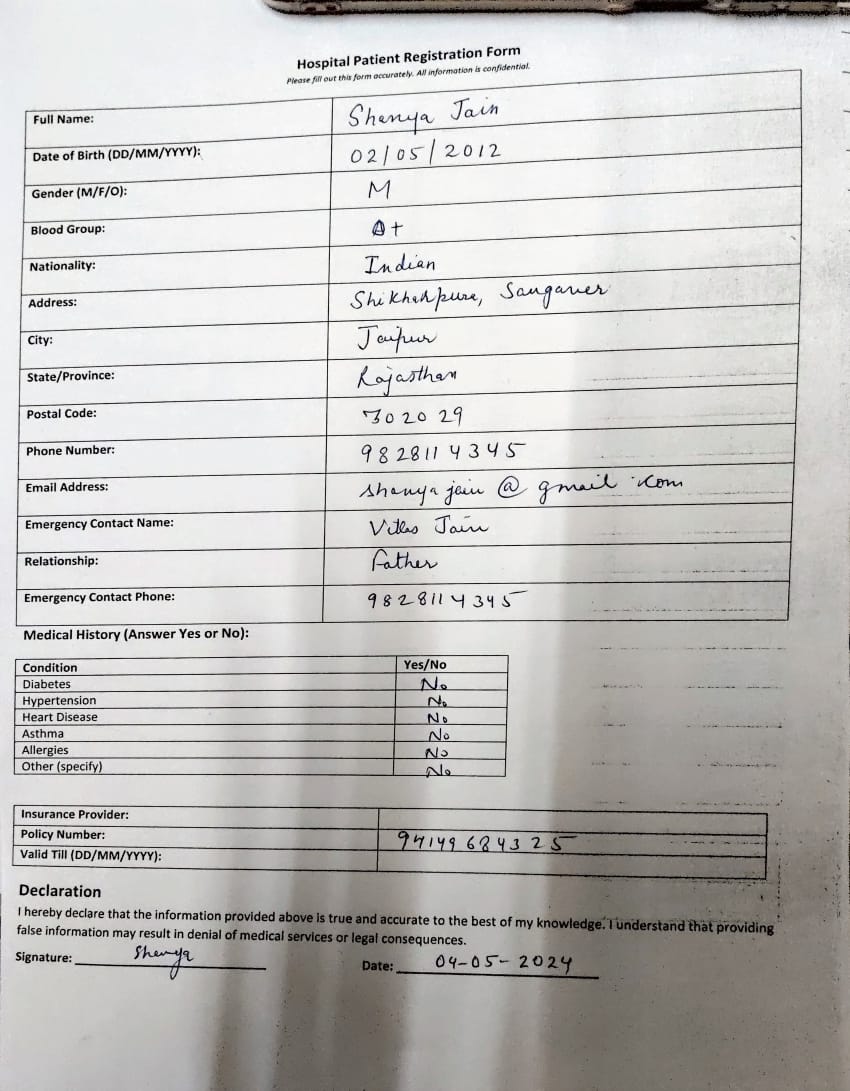 Hospital Patient Registration Form
Please fill out this form accurately. All information is confidential.
Full Name: Shenya Jain
Date of Birth (DD/MM/YYYY): 02/05/2012
Gender (M/F/O): M
Blood Group: A+
Nationality: Indian
Address: Shikharpura, Sanganer
City: Jaipur
State/Province: Rajasthan
Postal Code: 302029
Phone Number: 9828114345
Email Address: shenyajain@gmail.com
Emergency Contact Name: Jain
Relationship: Father
Emergency Contact Phone: 9828114345
Medical History (Answer Yes or No):
Condition Yes/No
Diabetes No
Hypertension No
Heart Disease No
Asthma No
Allergies No
Other (specify) No
Insurance Provider:
Policy Number: 94149684325
Valid Till (DD/MM/YYYY):
Declaration
I hereby declare that the information provided above is true and accurate to the best of my knowledge. I understand that providing
false information may result in denial of medical services or legal consequences.
Signature: Shenya Date: 04-05-2024